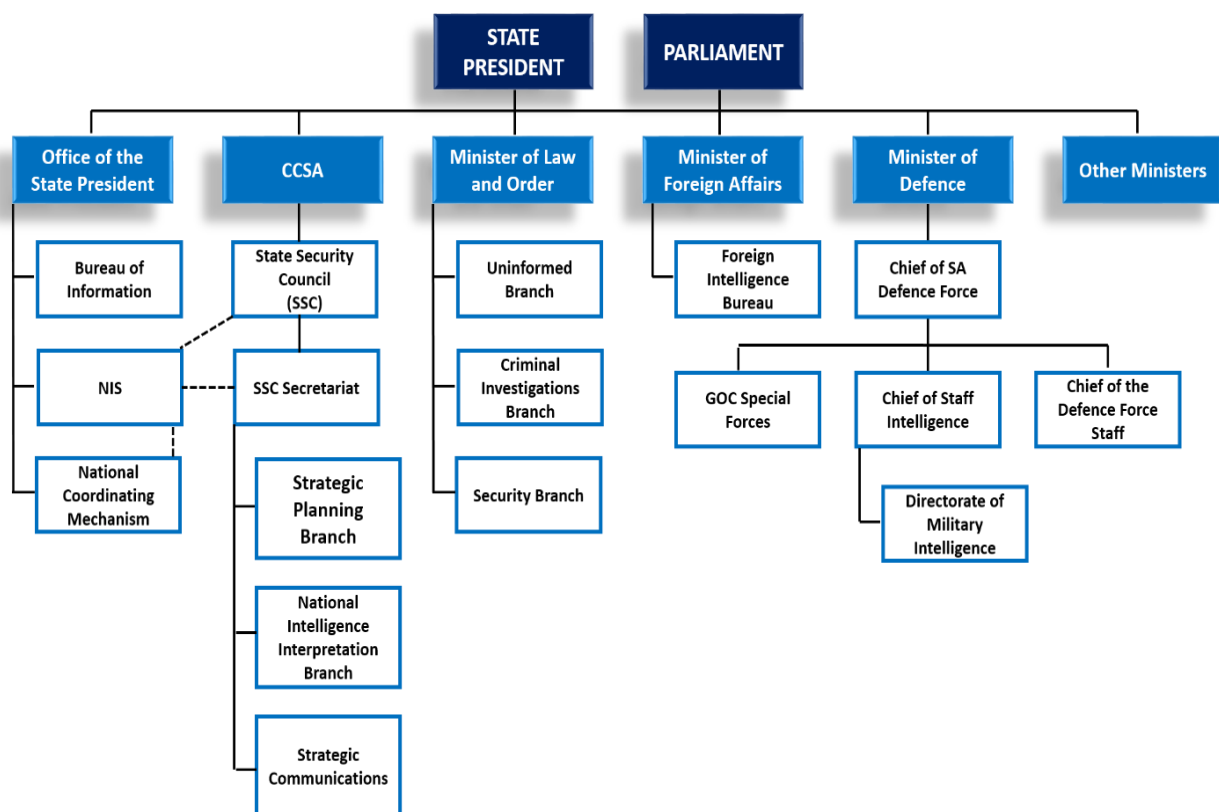 STATE
PRESIDENT
PARLIAMENT
Office of the
State President
CCSA
Minister of Law
and Order
Minister of
Foreign Affairs
Minister of
Defence
Other Ministers
Bureau of
Information
State Security
Council
(SSC)
Uninformed
Branch
Foreign
Intelligence
Bureau
Chief of SA
Defence Force
NIS
SSC Secretariat
Criminal
Investigations
Branch
GOC Special
Forces
Chief of Staff
Intelligence
Chief of the
Defence Force
Staff
National
Coordinating
Mechanism
Strategic
Planning
Branch
Security Branch
Directorate of
Military
Intelligence
National
Intelligence
Interpretation
Branch
Strategic
Communications